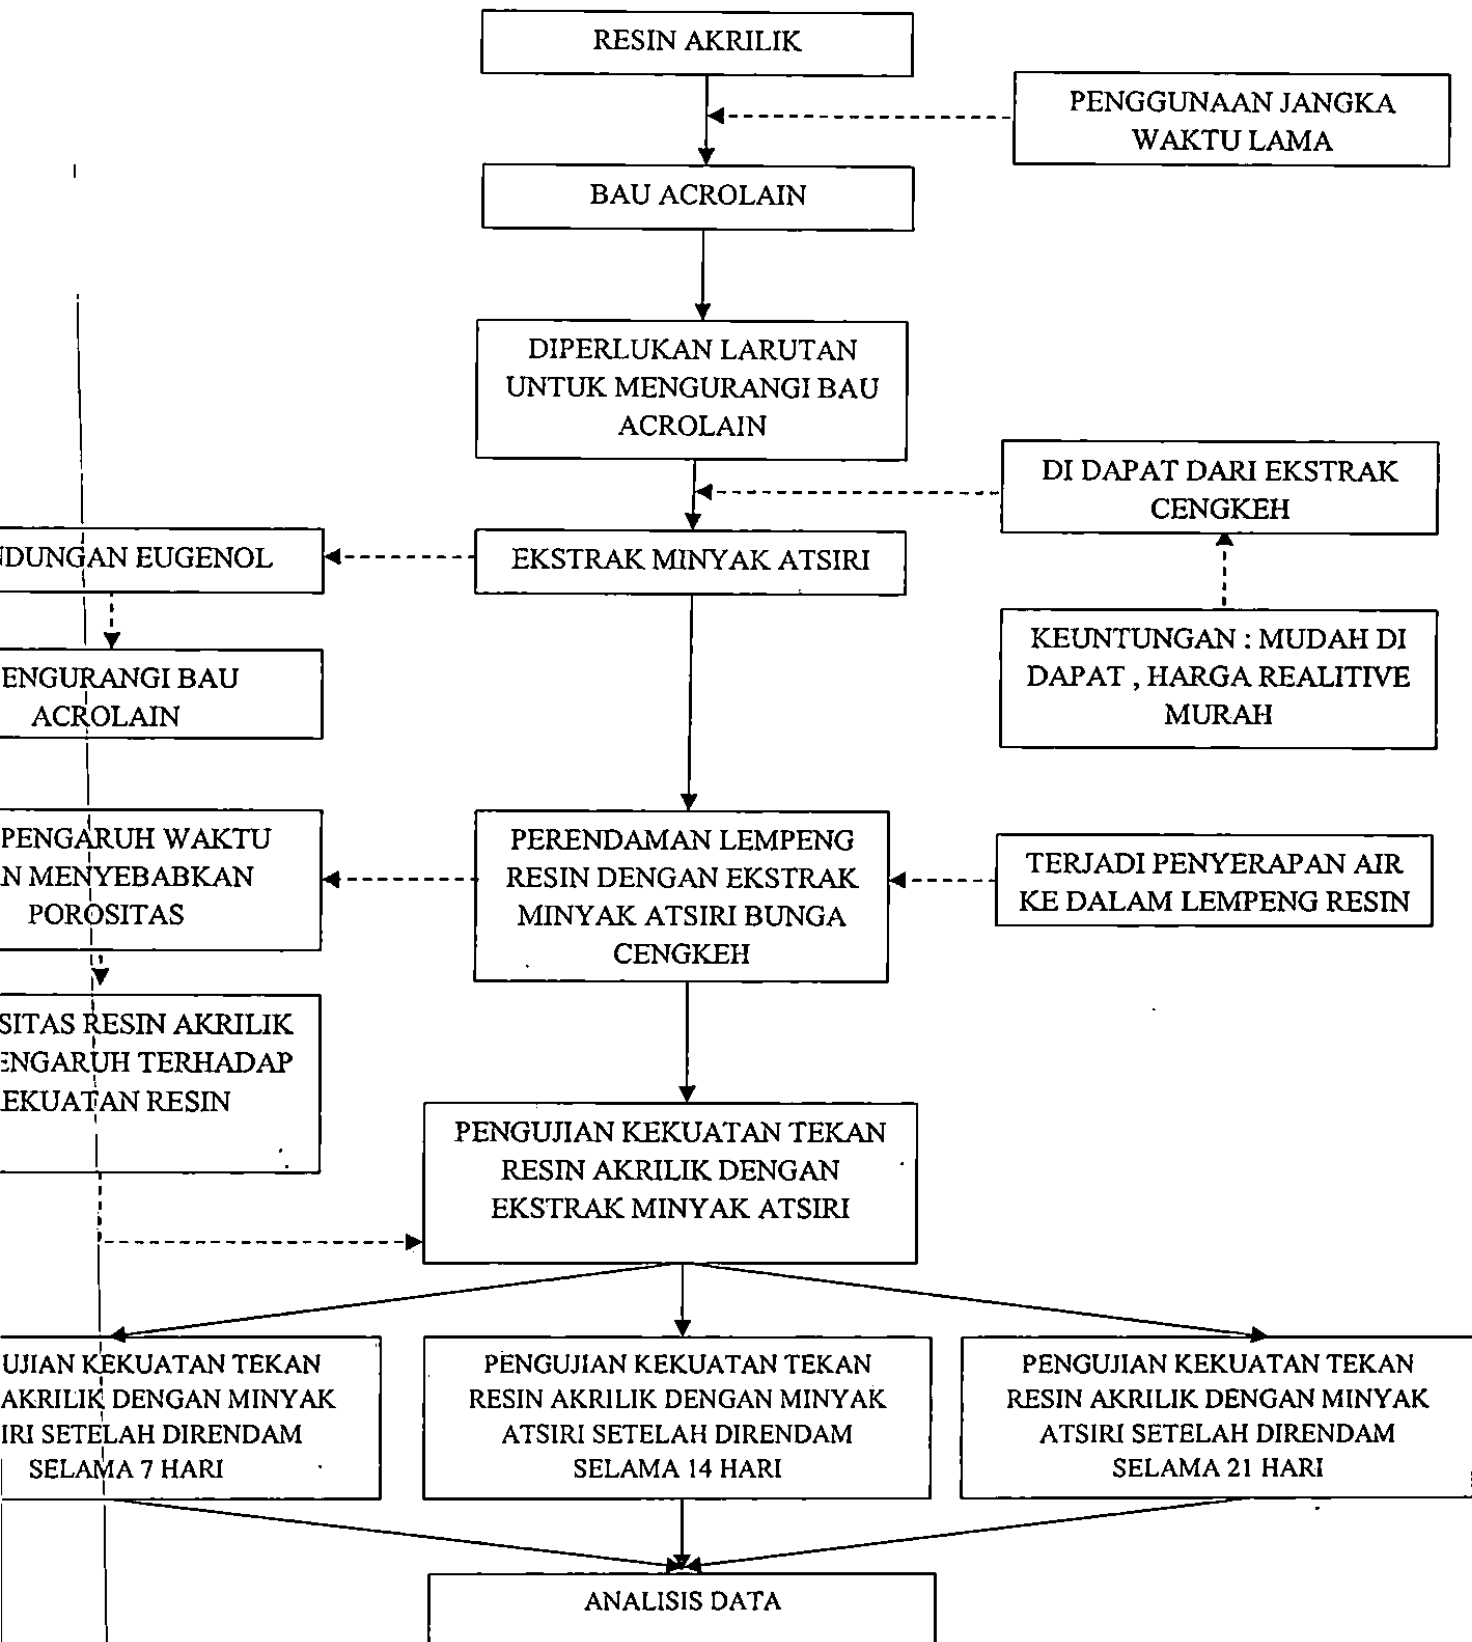 RESIN AKRILIK
PENGGUNAAN JANGKA
WAKTU LAMA
BAU ACROLAIN
DIPERLUKAN LARUTAN
UNTUK MENGURANGI BAU
ACROLAIN
DI DAPAT DARI EKSTRAK
CENGKEH
NDUNGAN EUGENOL
EKSTRAK MINYAK ATSIRI
KEUNTUNGAN : MUDAH DI
DAPAT , HARGA REALITIVE
MURAH
ENGURANGI BAU
ACROLAIN
PENGARUH WAKTU
N MENYEBABKAN
POROSITAS
PERENDAMAN LEMPENG
RESIN DENGAN EKSTRAK
MINYAK ATSIRI BUNGA
CENGKEH
TERJADI PENYERAPAN AIR
KE DALAM LEMPENG RESIN
SITAS RESIN AKRILIK
ENGARUH TERHADAP
EKUATAN RESIN
PENGUJIAN KEKUATAN TEKAN
RESIN AKRILIK DENGAN
EKSTRAK MINYAK ATSIRI
UJIAN KEKUATAN TEKAN
AKRILIK DENGAN MINYAK
IRI SETELAH DIRENDAM
SELAMA 7 HARI
PENGUJIAN KEKUATAN TEKAN
RESIN AKRILIK DENGAN MINYAK
ATSIRI SETELAH DIRENDAM
SELAMA 14 HARI
PENGUJIAN KEKUATAN TEKAN
RESIN AKRILIK DENGAN MINYAK
ATSIRI SETELAH DIRENDAM
SELAMA 21 HARI
ANALISIS DATA